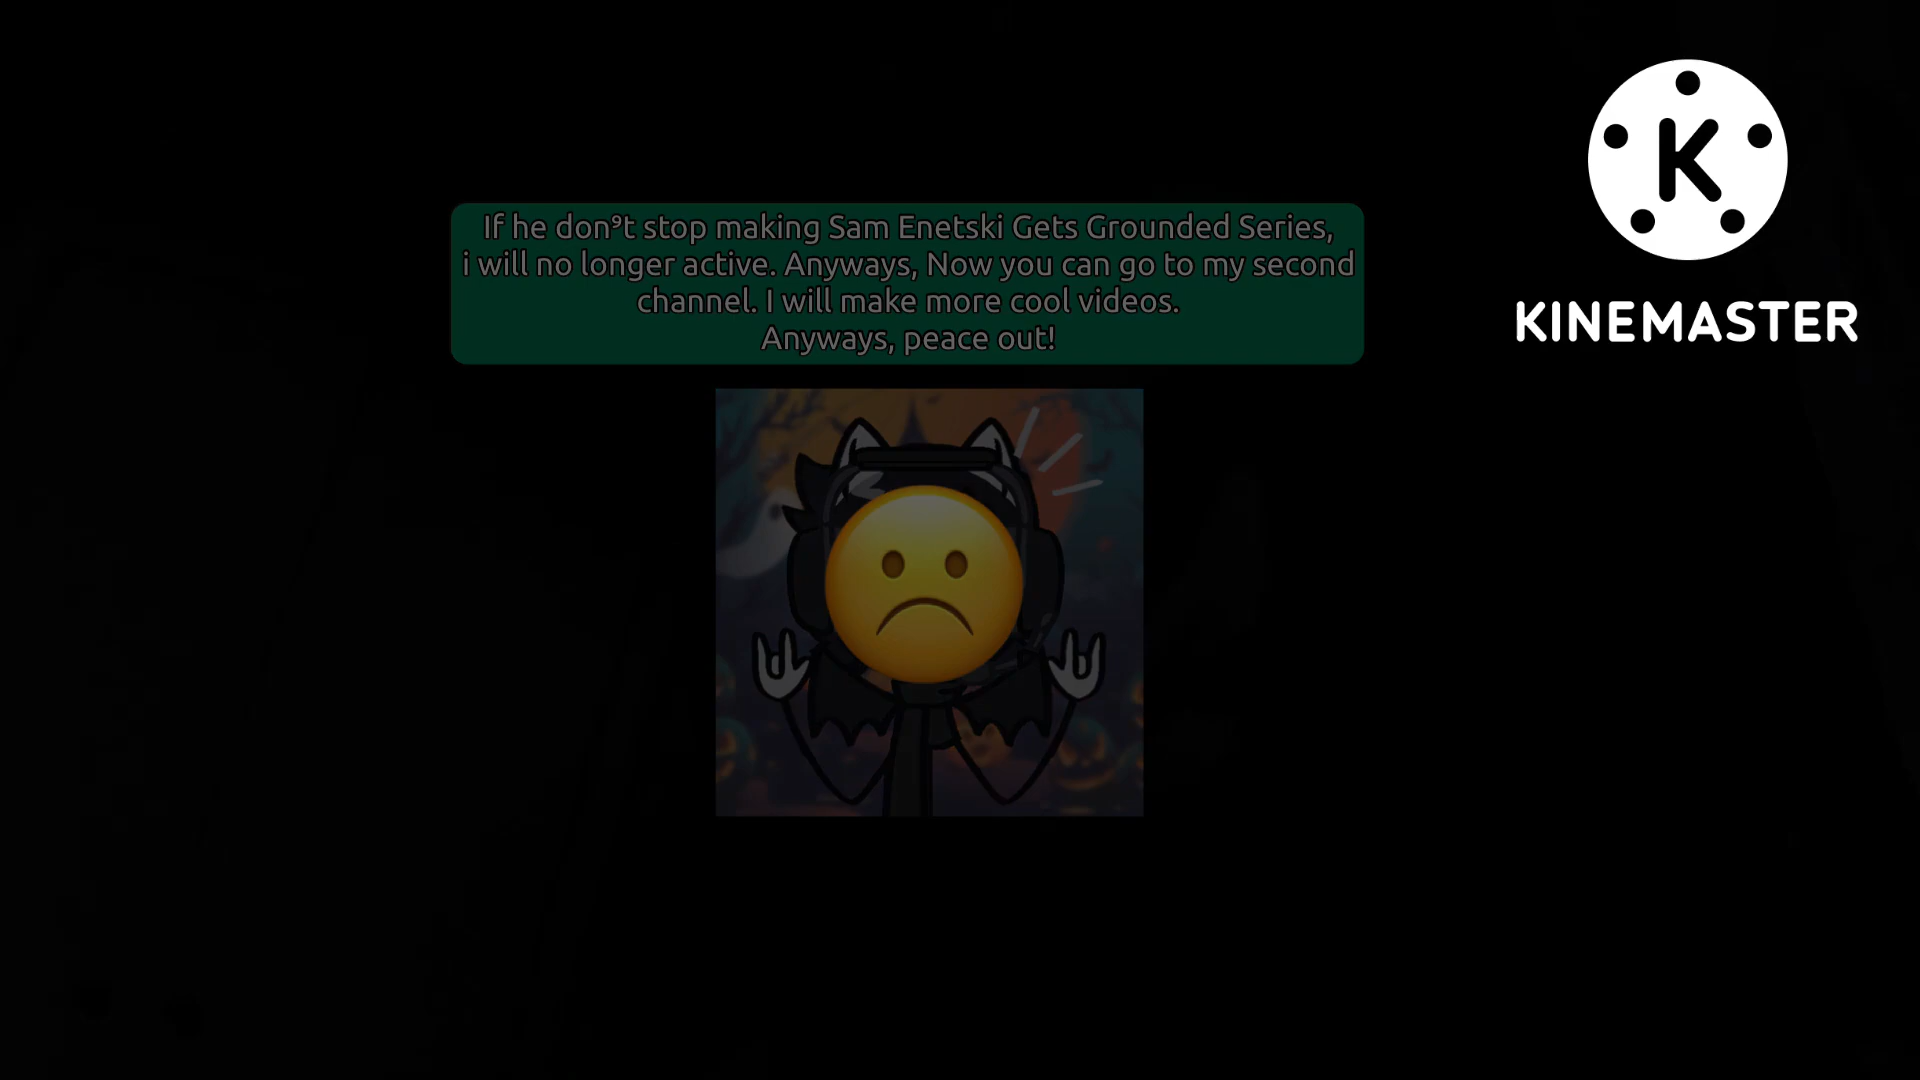 If he don⁹t stop making Sam Enetski Gets Grounded Series,
i will no longer active. Anyways, Now you can go to my second
channel. I will make more cool videos.
Anyways, peace out!
K
KINEMASTER